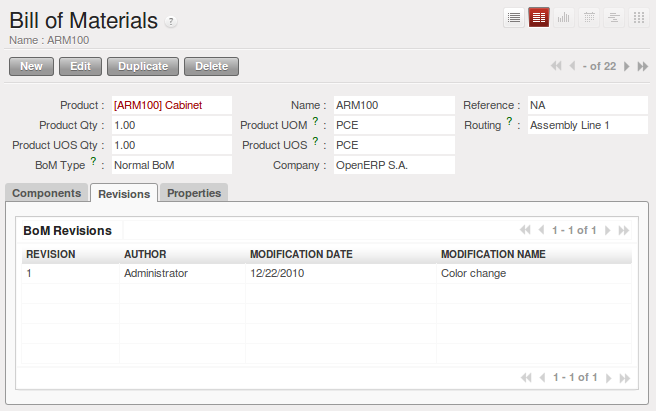 Bill of Materials ?
Name : ARM100
New Edit Duplicate Delete - of 22
Product : [ARM100] Cabinet Name : ARM100 Reference : NA
Product Qty : 1.00 Product UOM ? : PCE Routing ? : Assembly Line 1
Product UOS Qty : 1.00 Product UOS ? : PCE
BoM Type ? : Normal BoM Company : OpenERP S.A.
Components Revisions Properties
BoM Revisions 1 - 1 of 1
REVISION AUTHOR MODIFICATION DATE MODIFICATION NAME
1 Administrator 12/22/2010 Color change
1 - 1 of 1